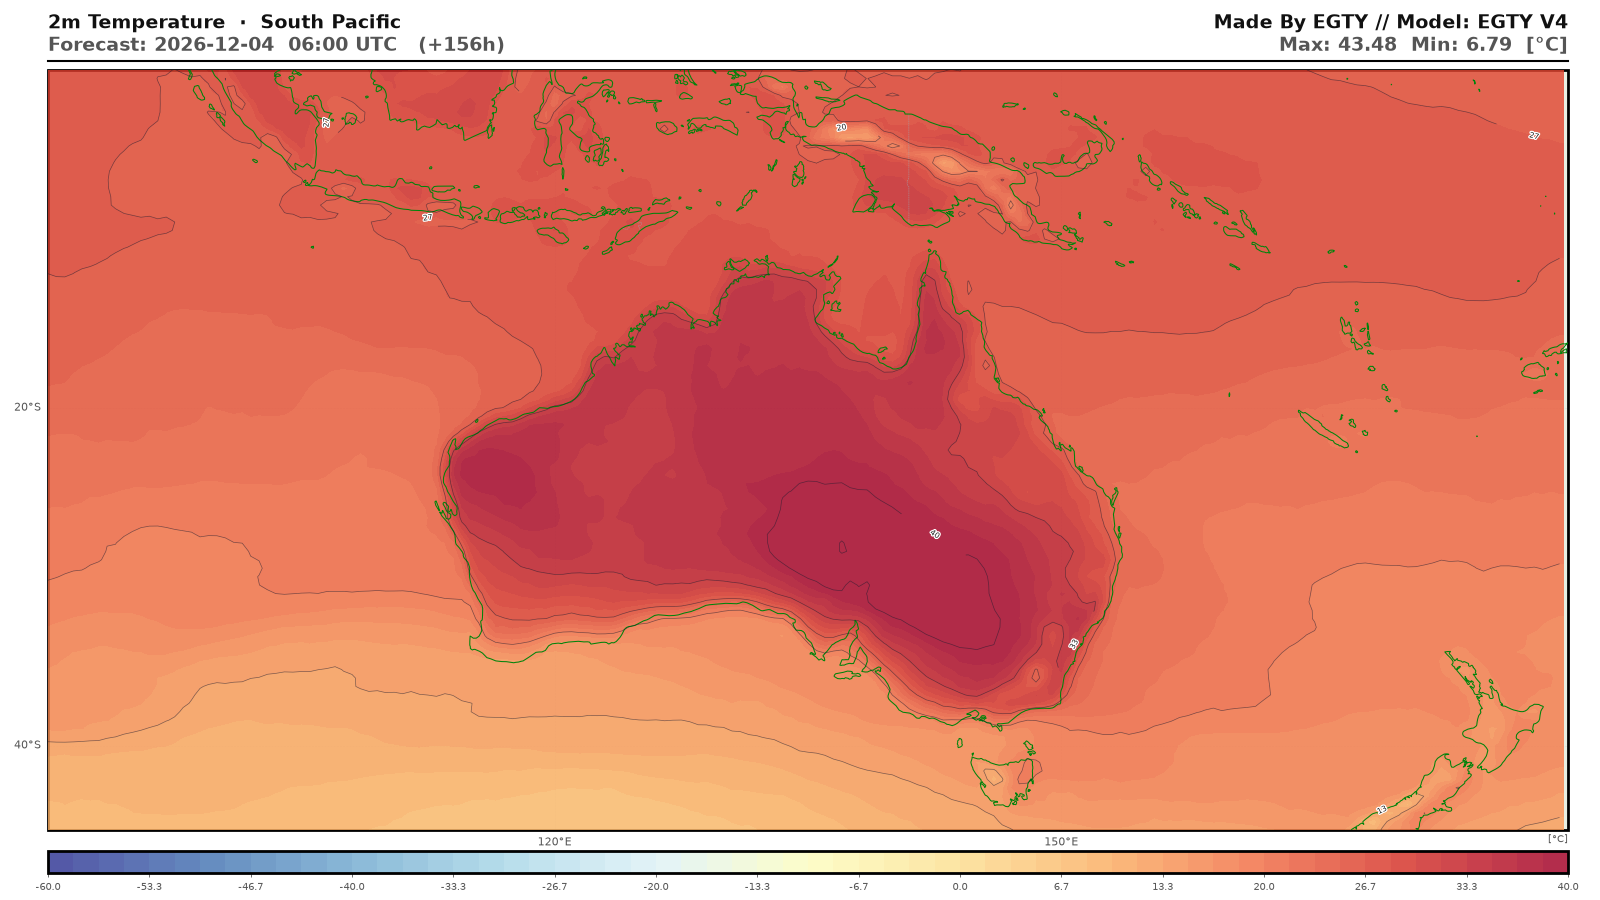 2m Temperature · South Pacific
Made By EGTY // Model: EGTY V4
Forecast: 2026-12-04 06:00 UTC (+156h)
Max: 43.48 Min: 6.79 [°C]
27
20
27
27
20°S
40
33
40°S
13
120°E
150°E
[°C]
-60.0 -53.3 -46.7 -40.0 -33.3 -26.7 -20.0 -13.3 -6.7 0.0 6.7 13.3 20.0 26.7 33.3 40.0